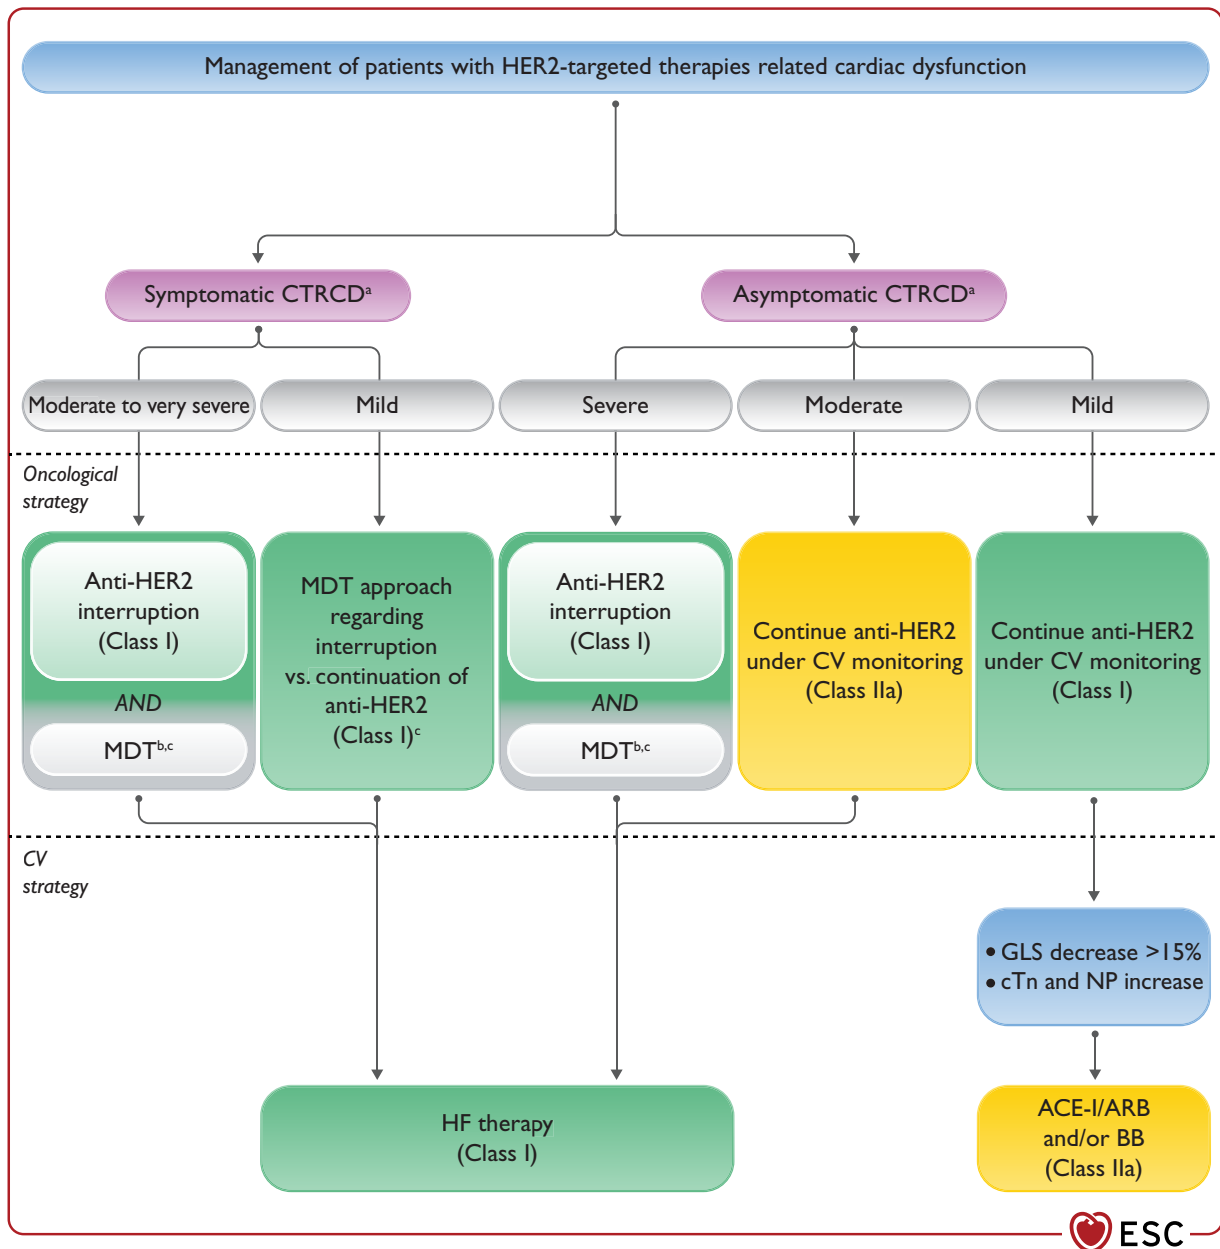 Management of patients with HER2-targeted therapies related cardiac dysfunction
Symptomatic CTRCDᵃ
Asymptomatic CTRCDᵃ
Moderate to very severe
Mild
Severe
Moderate
Mild
Oncological
strategy
Anti-HER2
interruption
(Class I)
AND
MDTᵇ,ᶜ
MDT approach
regarding
interruption
vs. continuation of
anti-HER2
(Class I)ᶜ
Anti-HER2
interruption
(Class I)
AND
MDTᵇ,ᶜ
Continue anti-HER2
under CV monitoring
(Class IIa)
Continue anti-HER2
under CV monitoring
(Class I)
CV
strategy
• GLS decrease >15%
• cTn and NP increase
HF therapy
(Class I)
ACE-I/ARB
and/or BB
(Class IIa)
ESC